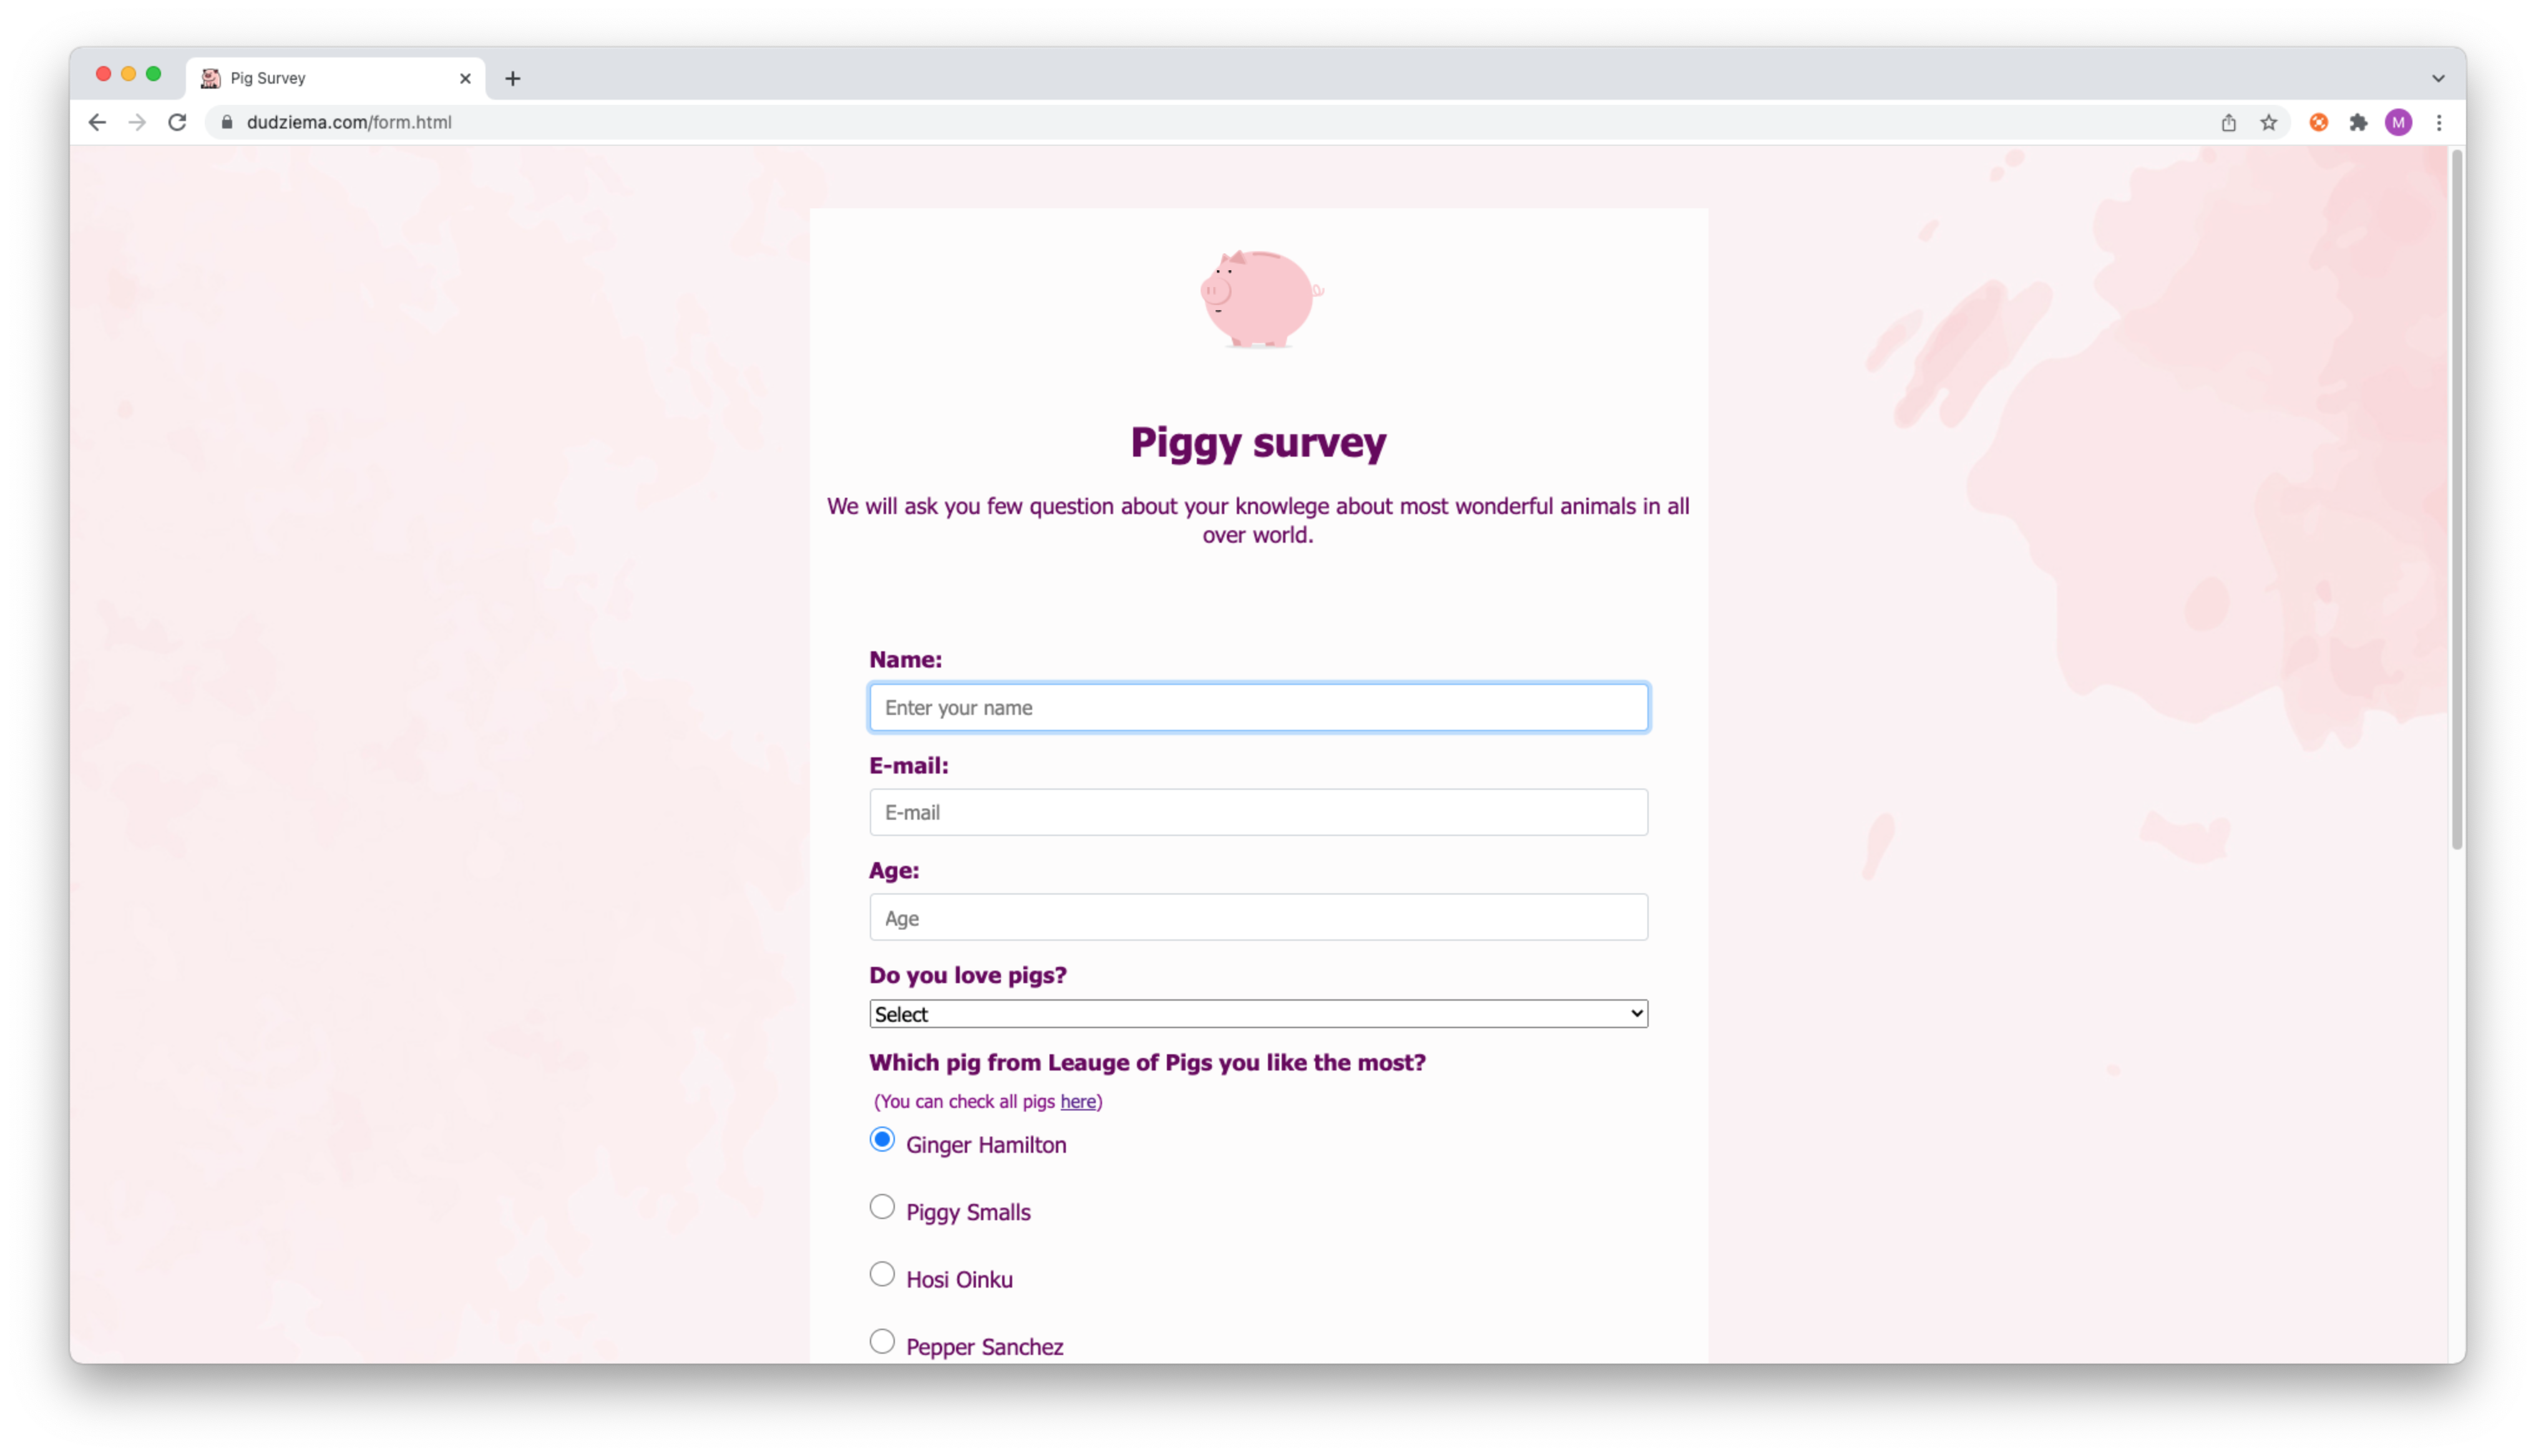 Pig Survey
dudziema.com/form.html
M
Piggy survey
We will ask you few question about your knowlege about most wonderful animals in all
over world.
Name:
Enter your name
E-mail:
E-mail
Age:
Age
Do you love pigs?
Select
Which pig from Leauge of Pigs you like the most?
(You can check all pigs here)
Ginger Hamilton
Piggy Smalls
Hosi Oinku
Pepper Sanchez